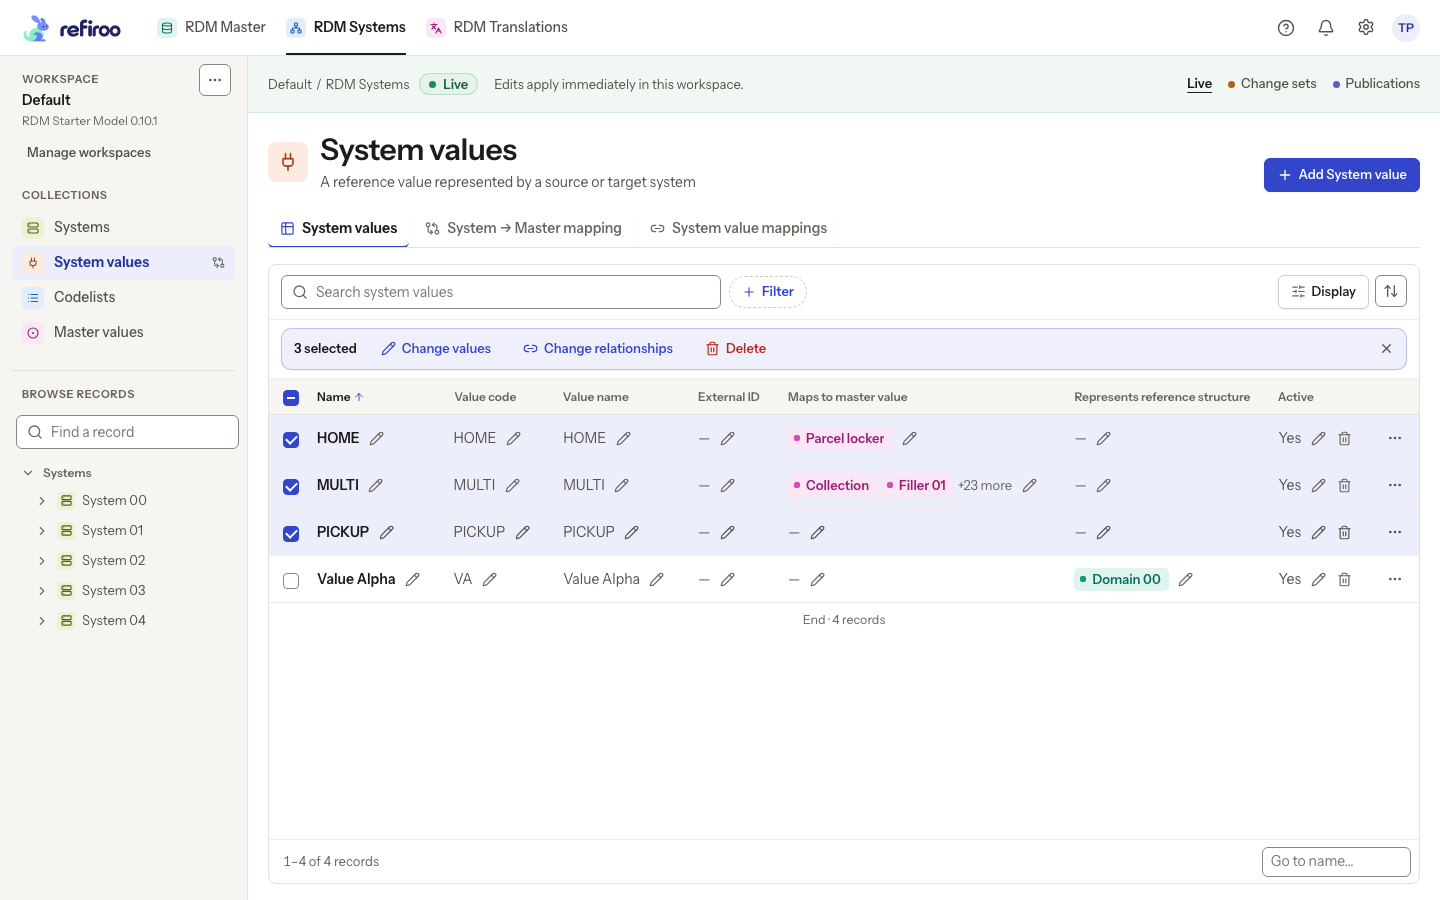 refiroo
RDM Master
RDM Systems
RDM Translations
TP
WORKSPACE
Default
RDM Starter Model 0.10.1
Manage workspaces
COLLECTIONS
Systems
System values
Codelists
Master values
BROWSE RECORDS
Find a record
Systems
System 00
System 01
System 02
System 03
System 04
Default / RDM Systems Live Edits apply immediately in this workspace.
Live Change sets Publications
System values
A reference value represented by a source or target system
+ Add System value
System values System → Master mapping System value mappings
Search system values + Filter Display
3 selected Change values Change relationships Delete
Name ↑ Value code Value name External ID Maps to master value Represents reference structure Active
HOME HOME HOME — Parcel locker — Yes
MULTI MULTI MULTI — Collection Filler 01 +23 more — Yes
PICKUP PICKUP PICKUP — — — Yes
Value Alpha VA Value Alpha — — Domain 00 Yes
End · 4 records
1–4 of 4 records
Go to name...